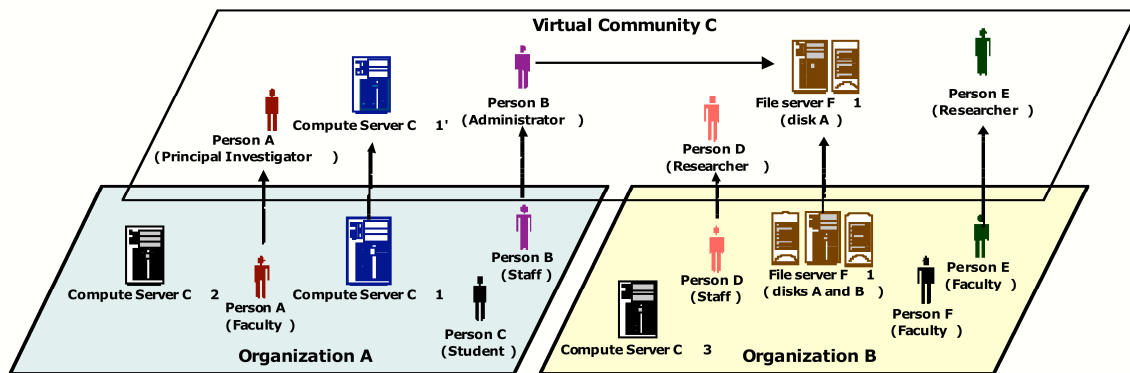 Virtual Community C
Person E
(Researcher )
Person B
(Administrator )
File server F 1
(disk A)
Compute Server C 1'
Person A
(Principal Investigator )
Person D
(Researcher )
Person B
(Staff )
Person E
(Faculty )
Person D
(Staff )
File server F 1
( disks A and B )
Compute Server C 2
Person A
(Faculty )
Compute Server C 1
Person F
(Faculty )
Person C
(Student )
Compute Server C 3
Organization A
Organization B